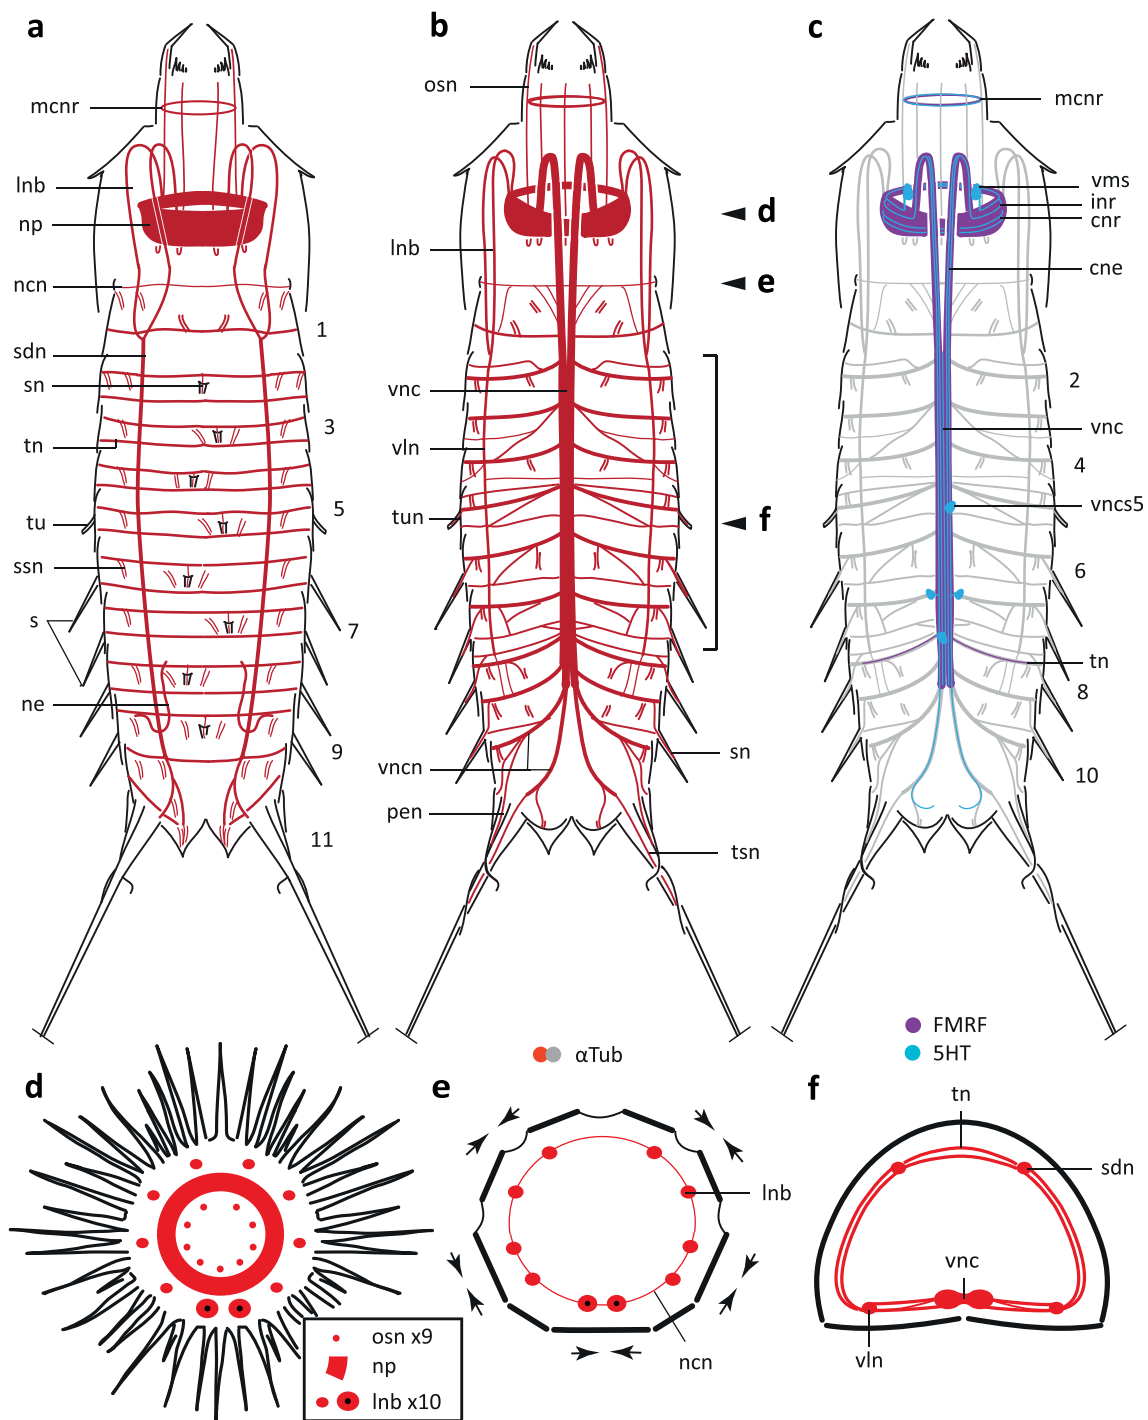 a
mcnr
lnb
np
ncn
sdn
sn
tn
tu
ssn
s
ne
1
3
5
7
9
11
b
osn
lnb
vnc
vln
tun
vncn
pen
sn
tsn
d
e
f
c
mcnr
vms
inr
cnr
cne
2
vnc
4
vncs5
6
tn
8
10
αTub
FMRF
5HT
d
osn x9
np
lnb x10
e
lnb
ncn
f
tn
sdn
vnc
vln